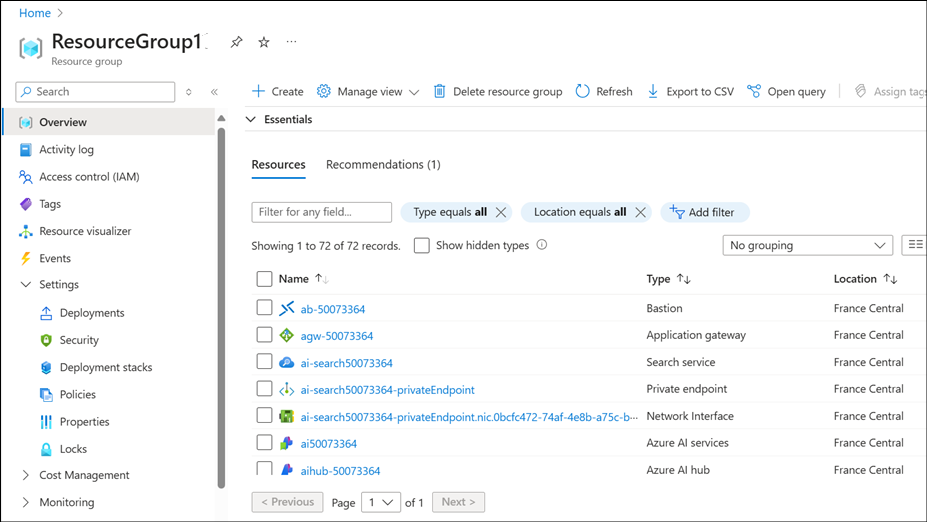 Home >
ResourceGroup1 ...
Resource group
Search
Overview
Activity log
Access control (IAM)
Tags
Resource visualizer
Events
Settings
Deployments
Security
Deployment stacks
Policies
Properties
Locks
Cost Management
Monitoring
Create Manage view Delete resource group Refresh Export to CSV Open query Assign tags
Essentials
Resources Recommendations (1)
Filter for any field... Type equals all Location equals all Add filter
Showing 1 to 72 of 72 records. Show hidden types No grouping
Name Type Location
ab-50073364 Bastion France Central
agw-50073364 Application gateway France Central
ai-search50073364 Search service France Central
ai-search50073364-privateEndpoint Private endpoint France Central
ai-search50073364-privateEndpoint.nic.0bcfc472-74af-4e8b-a75c-b-... Network Interface France Central
ai50073364 Azure AI services France Central
aihub-50073364 Azure AI hub France Central
< Previous Page 1 of 1 Next >